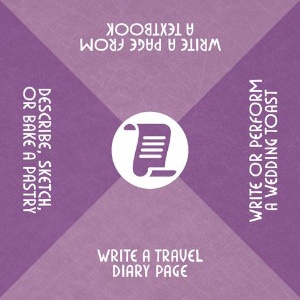 WRITE A PAGE FROM
A TEXTBOOK
DESCRIBE, SKETCH,
OR BAKE A PASTRY
WRITE OR PERFORM
A WEDDING TOAST
WRITE A TRAVEL
DIARY PAGE